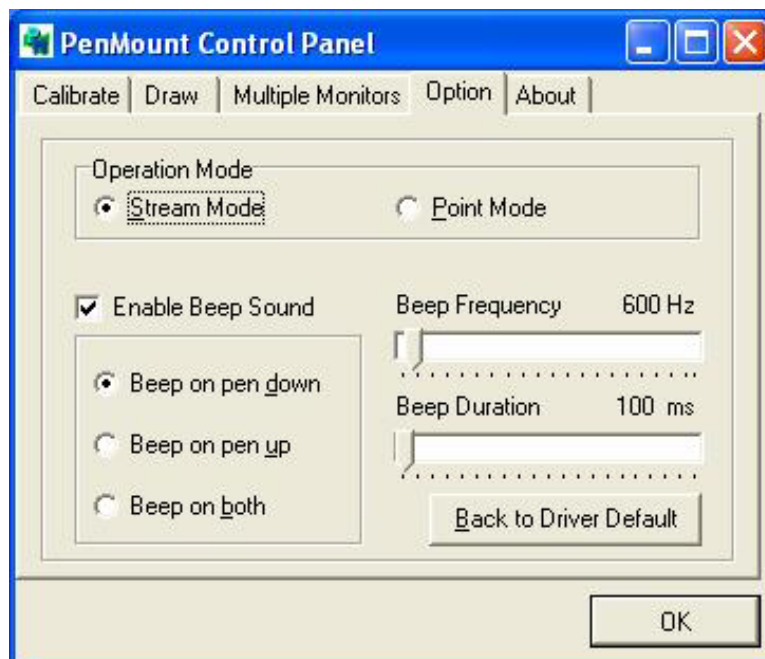 PenMount Control Panel
Calibrate Draw Multiple Monitors Option About
Operation Mode
Stream Mode Point Mode
Enable Beep Sound
Beep on pen down
Beep on pen up
Beep on both
Beep Frequency 600 Hz
Beep Duration 100 ms
Back to Driver Default
OK